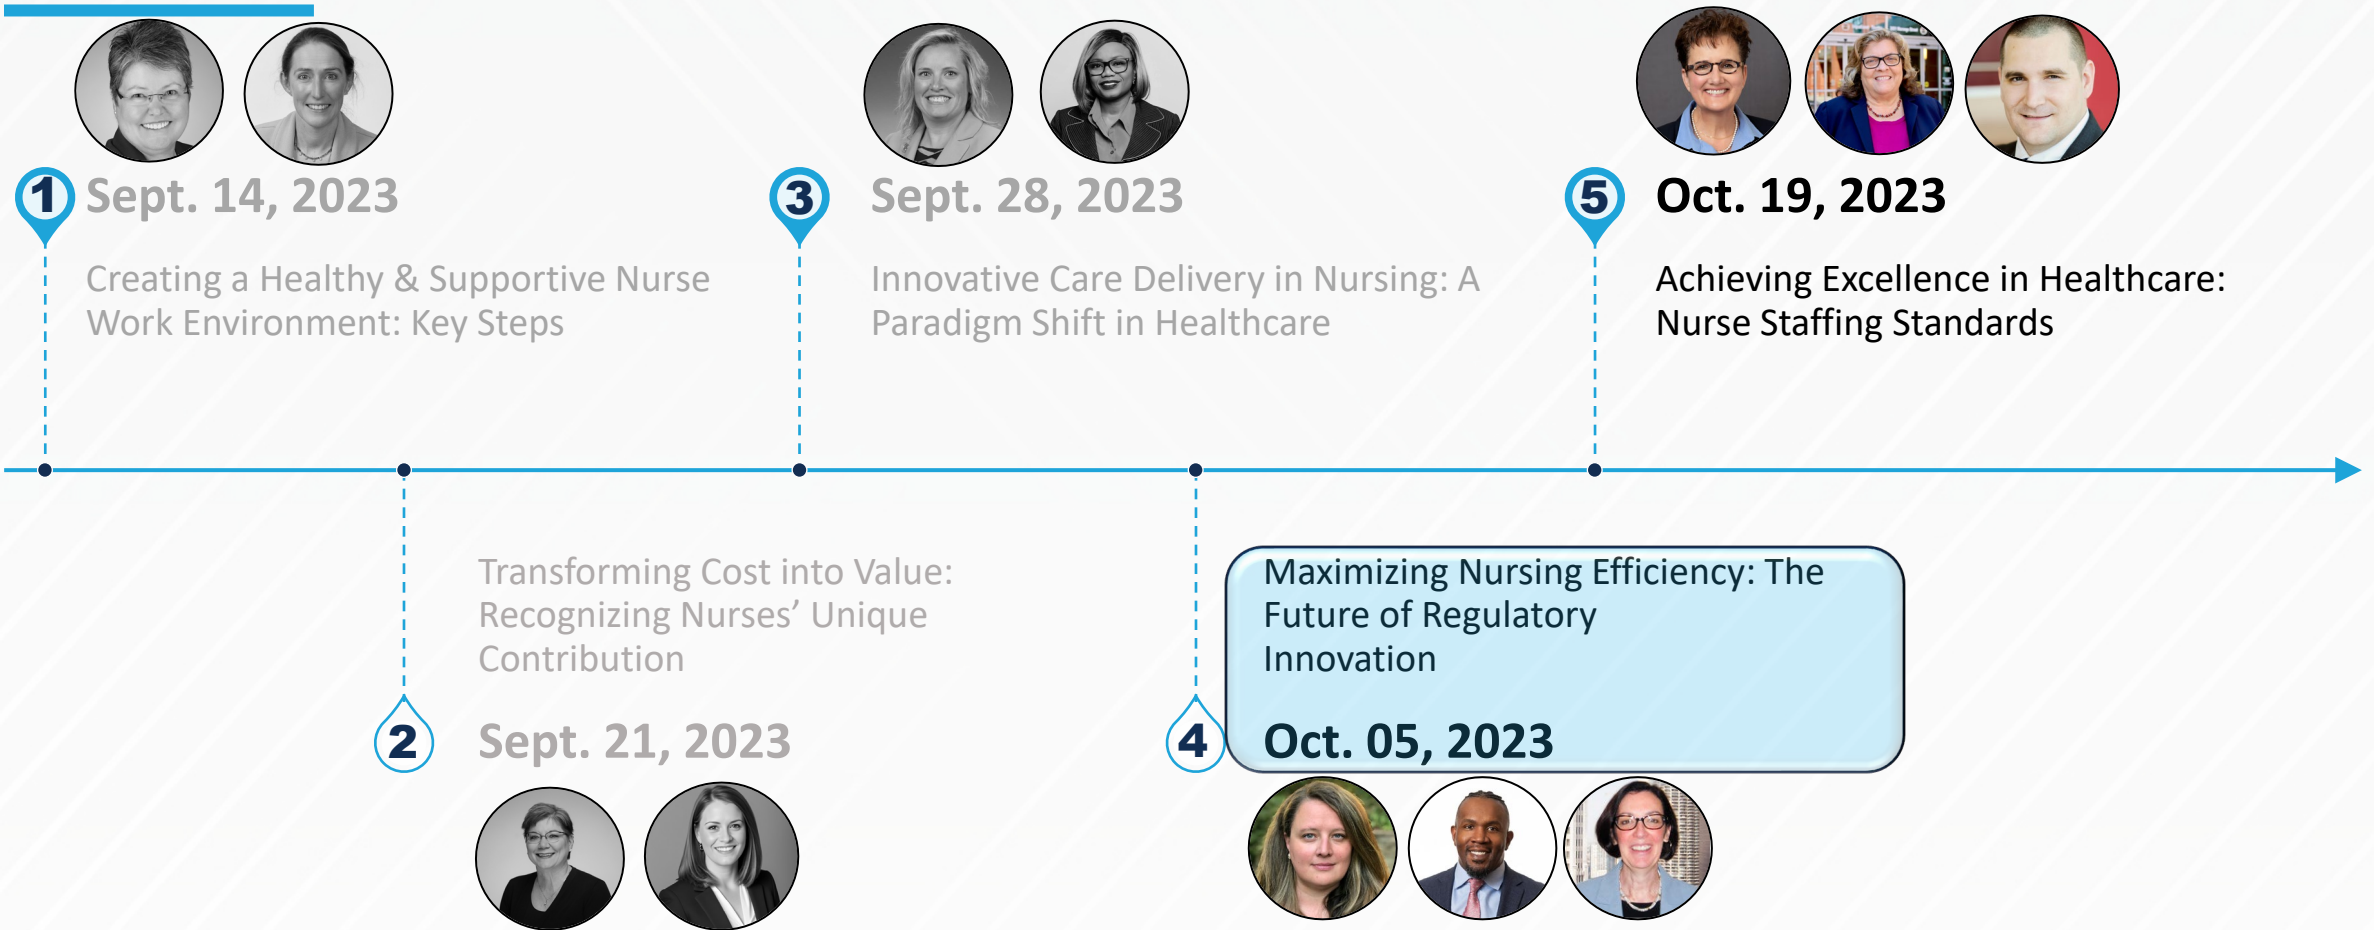 1
Sept. 14, 2023
Creating a Healthy & Supportive Nurse
Work Environment: Key Steps
3
Sept. 28, 2023
Innovative Care Delivery in Nursing: A
Paradigm Shift in Healthcare
5
Oct. 19, 2023
Achieving Excellence in Healthcare:
Nurse Staffing Standards
Transforming Cost into Value:
Recognizing Nurses’ Unique
Contribution
2
Sept. 21, 2023
Maximizing Nursing Efficiency: The
Future of Regulatory
Innovation
4
Oct. 05, 2023